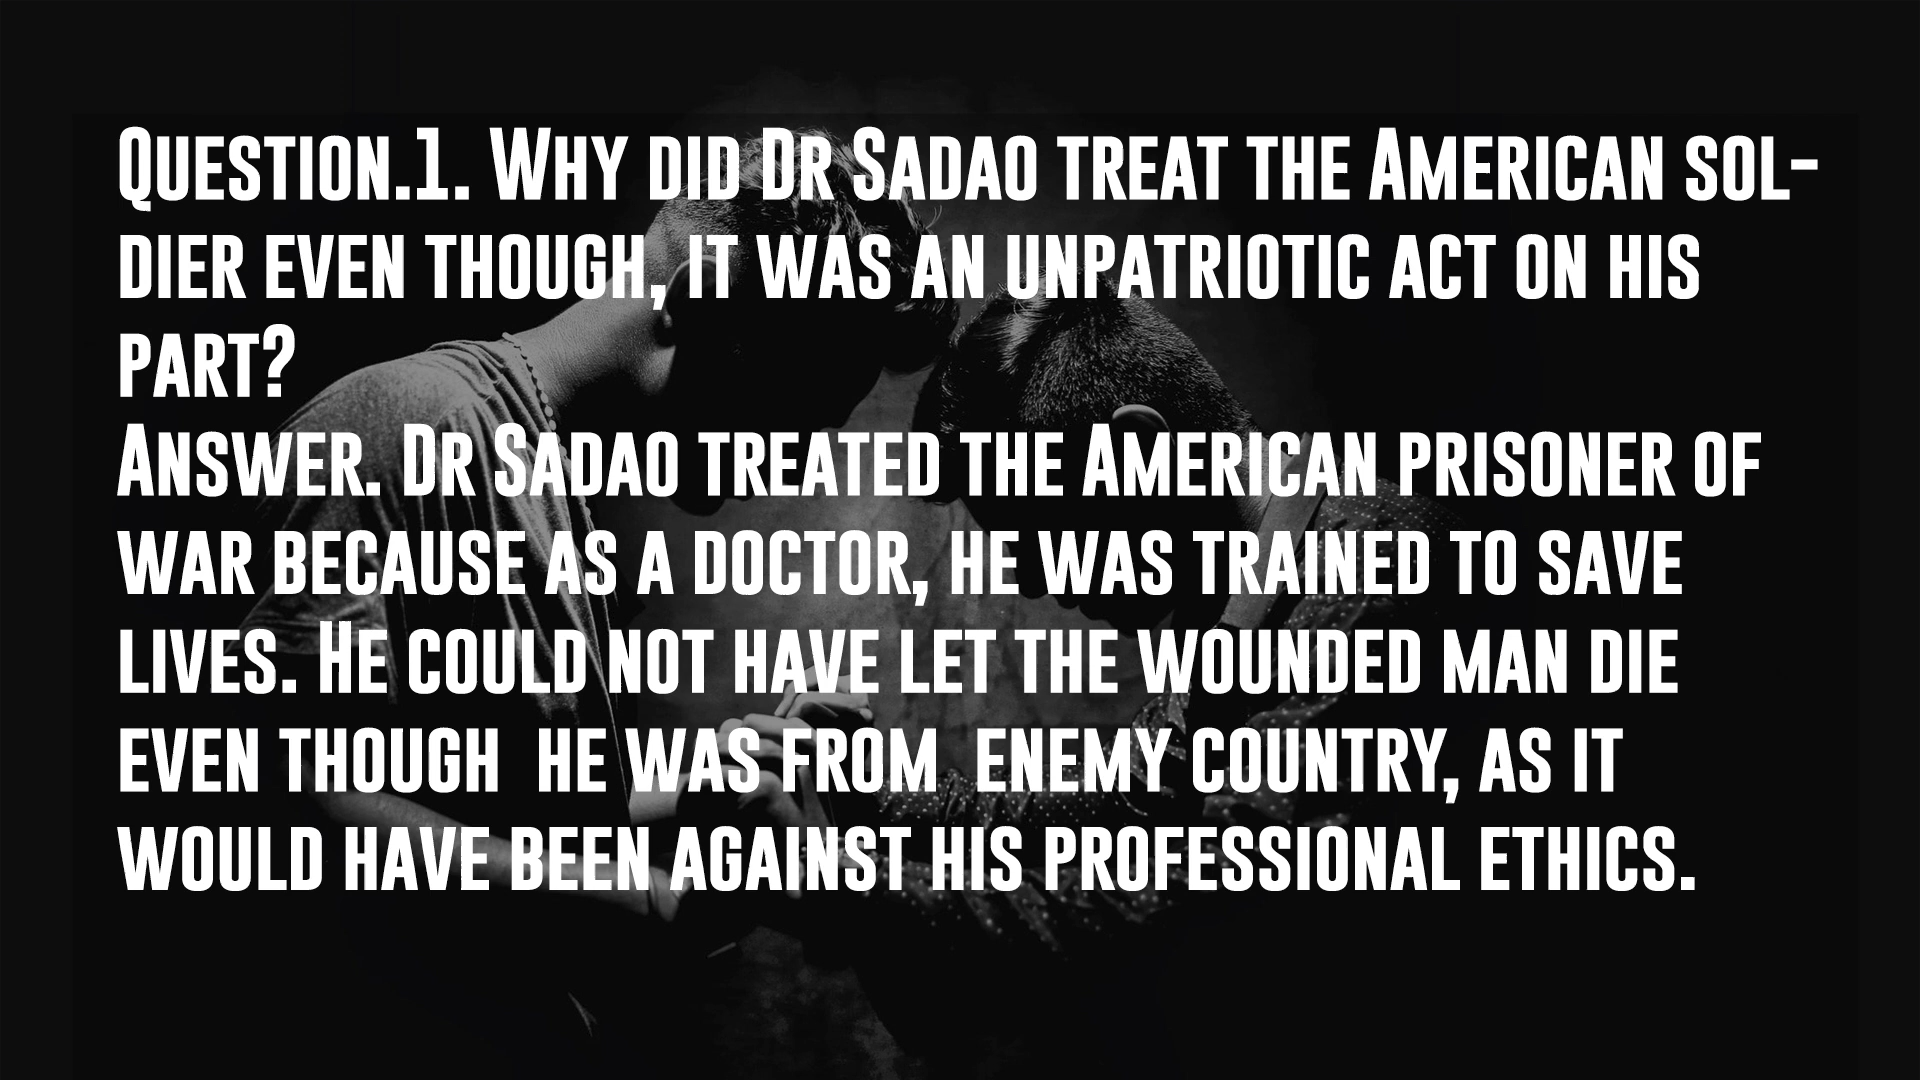 Question.1. Why did Dr Sadao treat the American sol-
dier even though, it was an unpatriotic act on his
part?
Answer. Dr Sadao treated the American prisoner of
war because as a doctor, he was trained to save
lives. He could not have let the wounded man die
even though  he was from  enemy country, as it
would have been against his professional ethics.